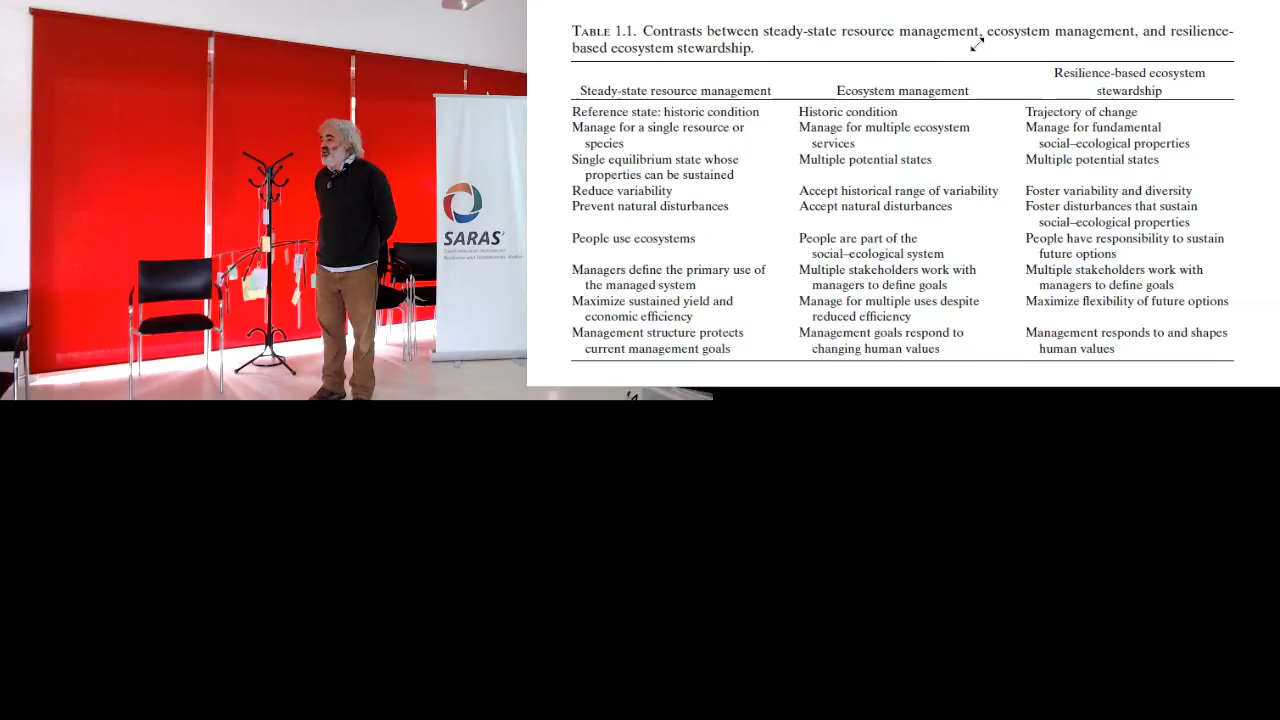 SARAS²
TABLE 1.1. Contrasts between steady-state resource management, ecosystem management, and resilience-
based ecosystem stewardship.
Steady-state resource management
Ecosystem management
Resilience-based ecosystem
stewardship
Reference state: historic condition
Historic condition
Trajectory of change
Manage for a single resource or
species
Manage for multiple ecosystem
services
Manage for fundamental
social–ecological properties
Single equilibrium state whose
properties can be sustained
Multiple potential states
Multiple potential states
Reduce variability
Accept historical range of variability
Foster variability and diversity
Prevent natural disturbances
Accept natural disturbances
Foster disturbances that sustain
social–ecological properties
People use ecosystems
People are part of the
social–ecological system
People have responsibility to sustain
future options
Managers define the primary use of
the managed system
Multiple stakeholders work with
managers to define goals
Multiple stakeholders work with
managers to define goals
Maximize sustained yield and
economic efficiency
Manage for multiple uses despite
reduced efficiency
Maximize flexibility of future options
Management structure protects
current management goals
Management goals respond to
changing human values
Management responds to and shapes
human values